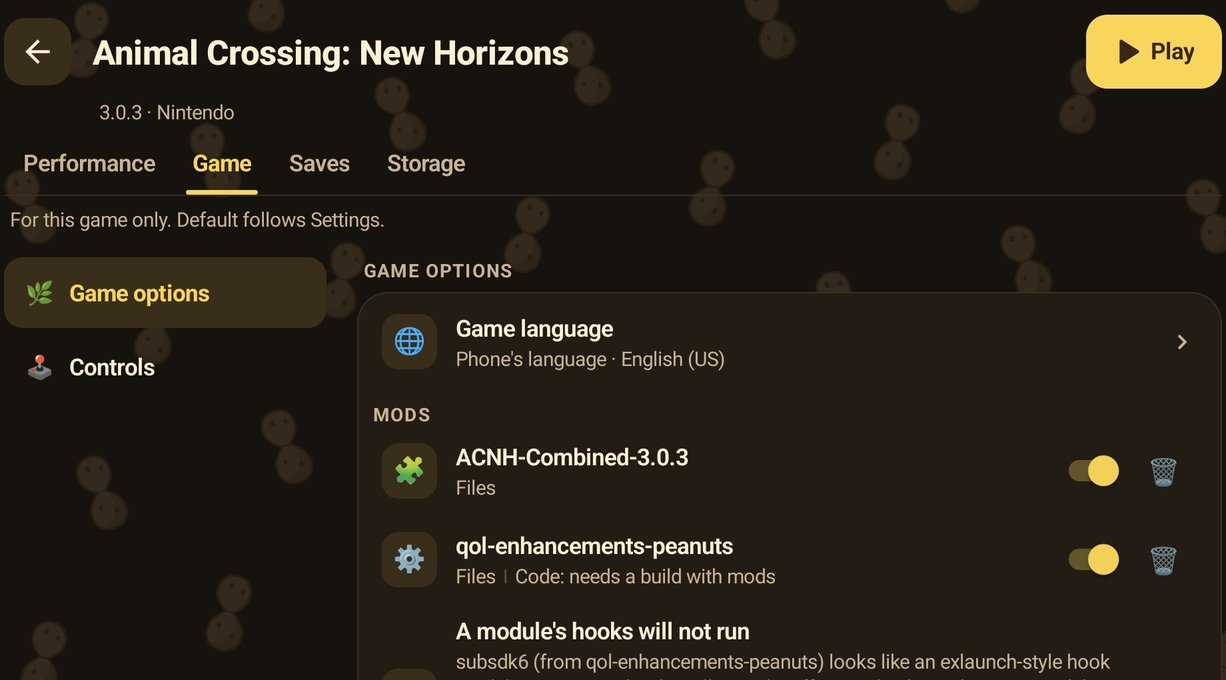 Animal Crossing: New Horizons
Play
3.0.3 · Nintendo
Performance
Game
Saves
Storage
For this game only. Default follows Settings.
Game options
Controls
GAME OPTIONS
Game language
Phone's language · English (US)
MODS
ACNH-Combined-3.0.3
Files
qol-enhancements-peanuts
Files | Code: needs a build with mods
A module's hooks will not run
subsdk6 (from qol-enhancements-peanuts) looks like an exlaunch-style hook